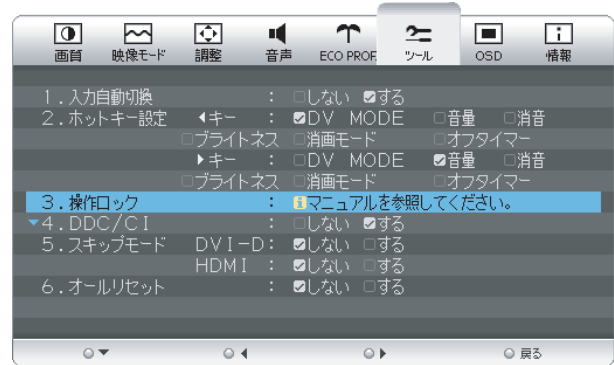 画質 映像モード 調整 音声 ECO PROF. ツール OSD 情報
1.入力自動切換 : □しない ☑する
2.ホットキー設定 ◀キー : ☑DV MODE □音量 □消音
□ブライトネス □消画モード □オフタイマー
▶キー : □DV MODE ☑音量 □消音
□ブライトネス □消画モード □オフタイマー
3.操作ロック : iマニュアルを参照してください。
▼4.DDC/CI : □しない ☑する
5.スキップモード DVI-D: ☑しない □する
HDMI : ☑しない □する
6.オールリセット : ☑しない □する
▼ ◀ ▶ 戻る